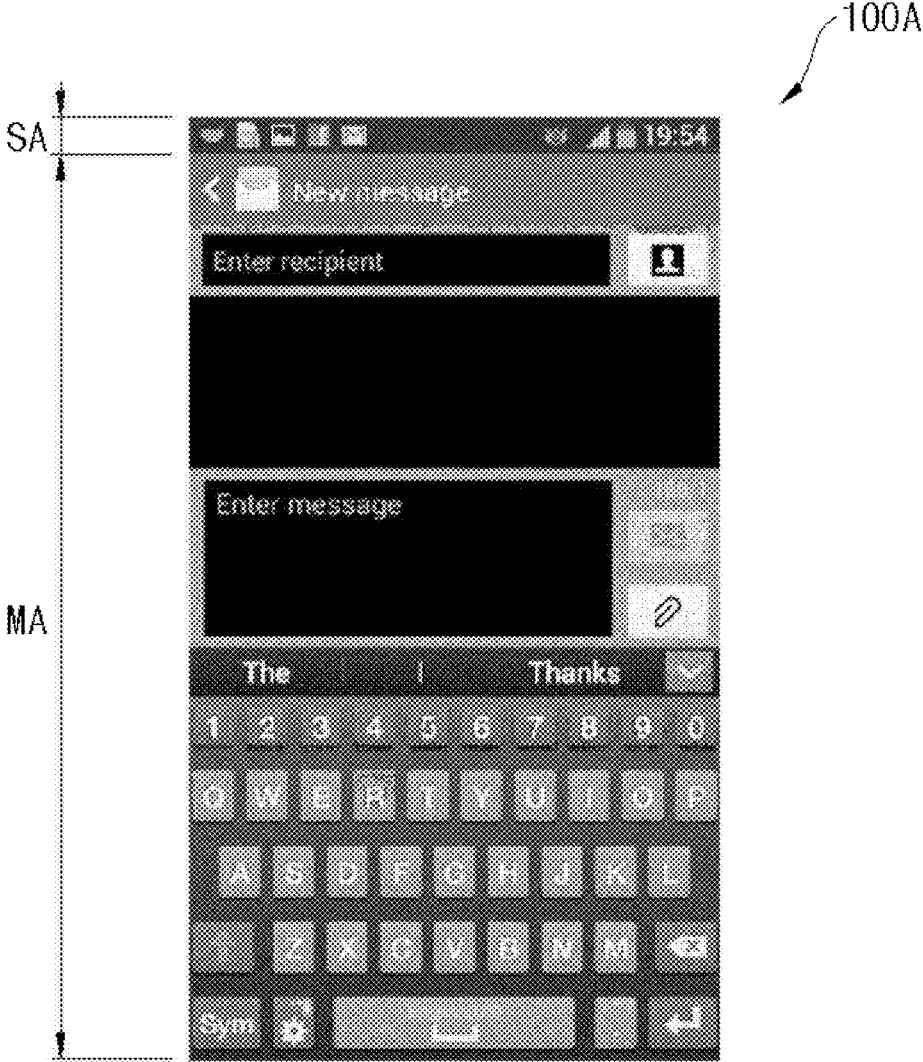 100A
SA
19:54
New message
Enter recipient
Enter message
MA
The I Thanks
1 2 3 4 5 6 7 8 9 0
Q W E R T Y U I O P
A S D F G H J K L
Z X C V B N M
Sym